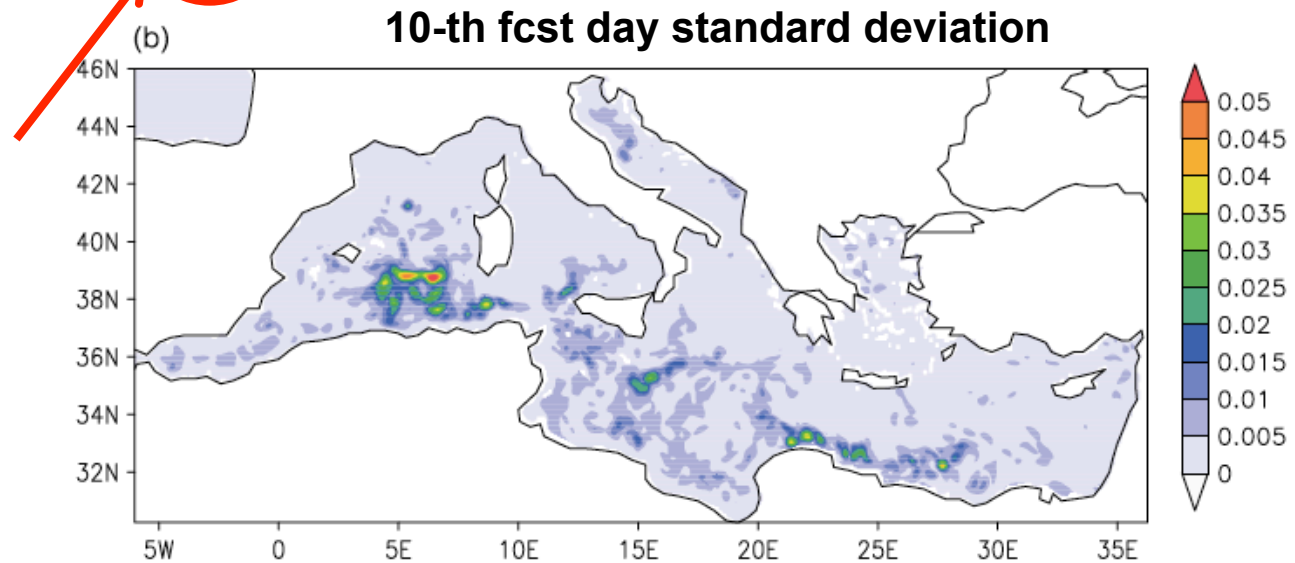 10-th fcst day standard deviation
(b)
46N
44N
42N
40N
38N
36N
34N
32N
5W 0 5E 10E 15E 20E 25E 30E 35E
0.05
0.045
0.04
0.035
0.03
0.025
0.02
0.015
0.01
0.005
0